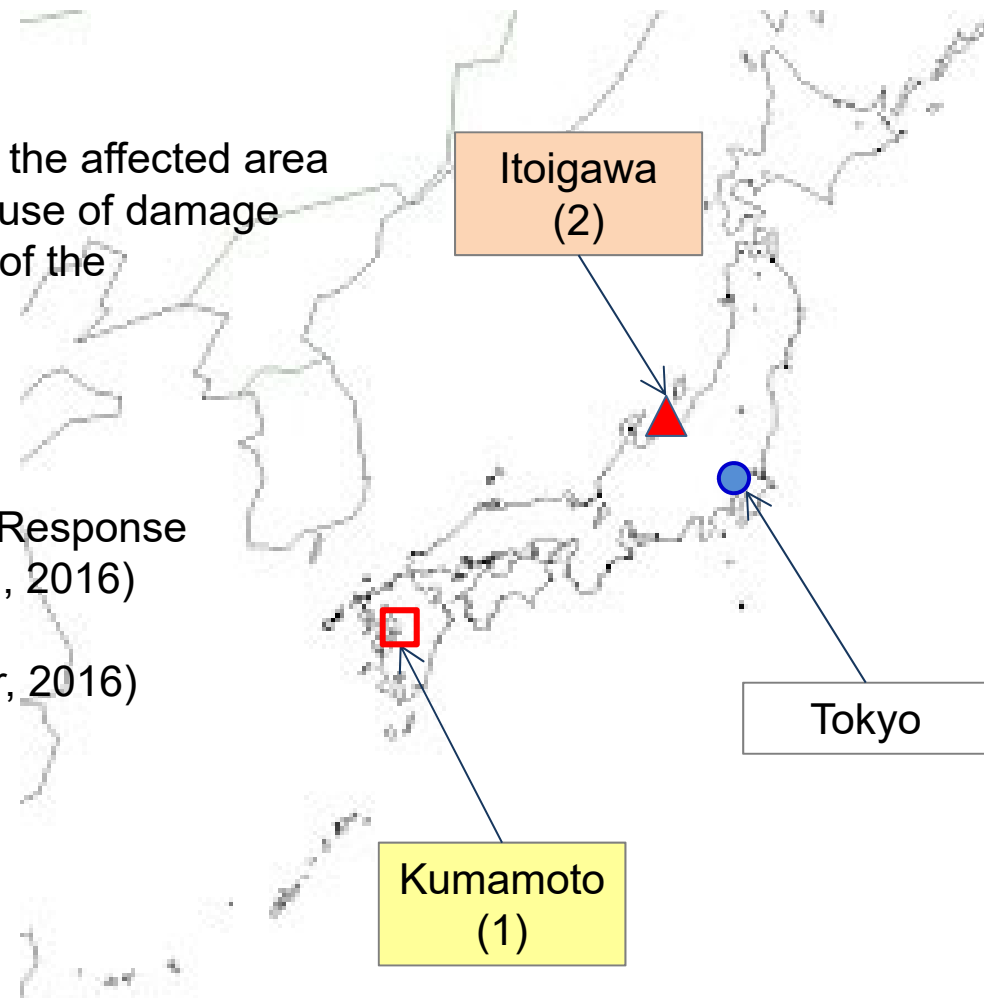 the affected area
use of damage
of the
Response
, 2016)
, 2016)
Itoigawa
(2)
Tokyo
Kumamoto
(1)